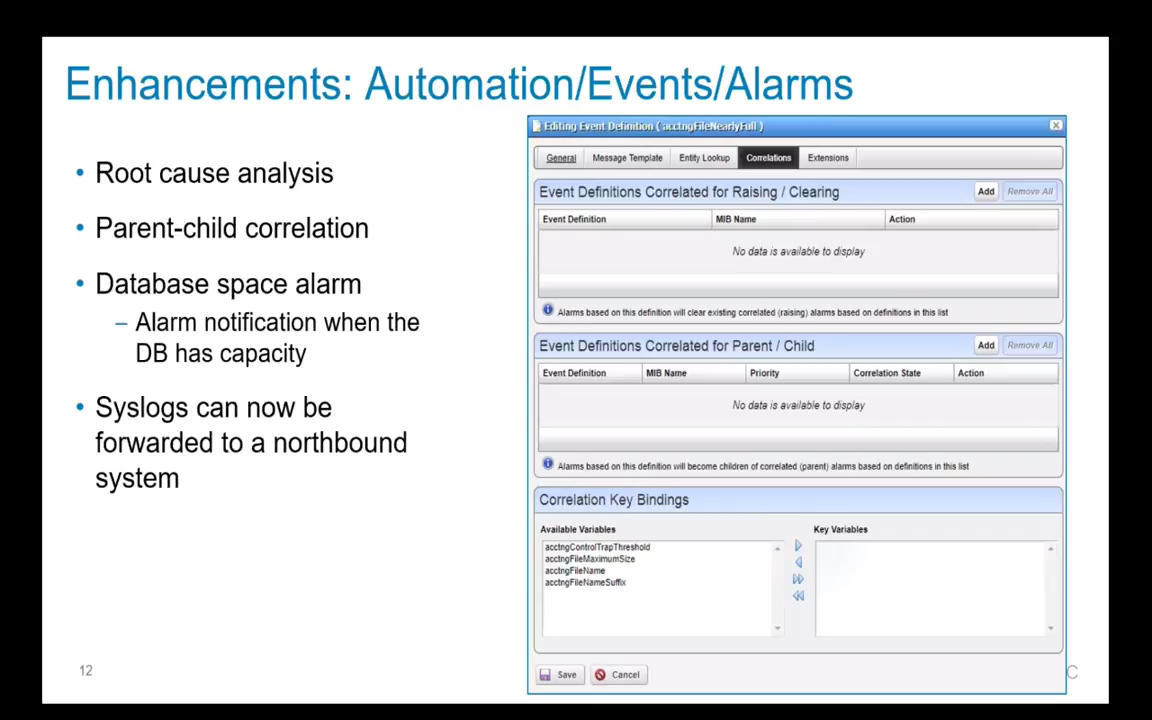 Enhancements: Automation/Events/Alarms
• Root cause analysis
• Parent-child correlation
• Database space alarm
– Alarm notification when the
DB has capacity
• Syslogs can now be
forwarded to a northbound
system
12
Editing Event Definition ( acctngFileNearlyFull )
General Message Template Entity Lookup Correlations Extensions
Event Definitions Correlated for Raising / Clearing Add Remove All
Event Definition MIB Name Action
No data is available to display
Alarms based on this definition will clear existing correlated (raising) alarms based on definitions in this list
Event Definitions Correlated for Parent / Child Add Remove All
Event Definition MIB Name Priority Correlation State Action
No data is available to display
Alarms based on this definition will become children of correlated (parent) alarms based on definitions in this list
Correlation Key Bindings
Available Variables Key Variables
acctngControlTrapThreshold
acctngFileMaximumSize
acctngFileName
acctngFileNameSuffix
Save Cancel
C